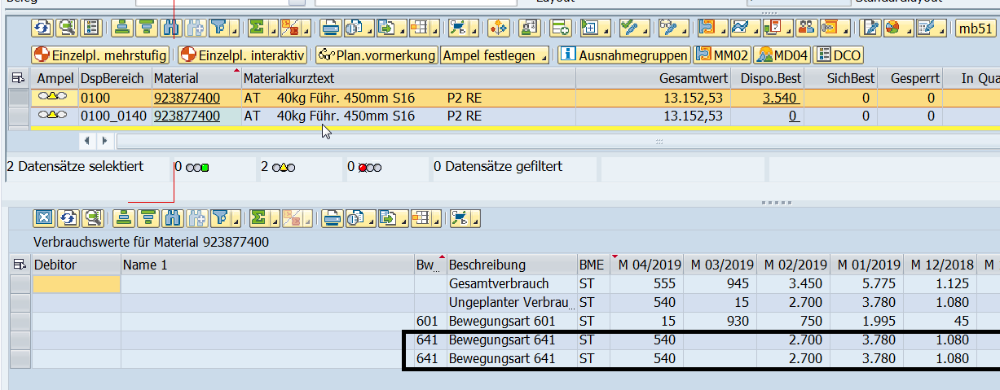 mb51
Einzelpl. mehrstufig Einzelpl. interaktiv Plan.vormerkung Ampel festlegen Ausnahmegruppen MM02 MD04 DCO
Ampel DspBereich Material Materialkurztext Gesamtwert Dispo.Best SichBest Gesperrt In Qua
0100 923877400 AT 40kg Führ. 450mm S16 P2 RE 13.152,53 3.540 0 0
0100_0140 923877400 AT 40kg Führ. 450mm S16 P2 RE 13.152,53 0 0 0
2 Datensätze selektiert 0 2 0 0 Datensätze gefiltert
Verbrauchswerte für Material 923877400
Debitor Name 1 Bw... Beschreibung BME M 04/2019 M 03/2019 M 02/2019 M 01/2019 M 12/2018 M
Gesamtverbrauch ST 555 945 3.450 5.775 1.125
Ungeplanter Verbrau... ST 540 15 2.700 3.780 1.080
601 Bewegungsart 601 ST 15 930 750 1.995 45
641 Bewegungsart 641 ST 540 2.700 3.780 1.080
641 Bewegungsart 641 ST 540 2.700 3.780 1.080